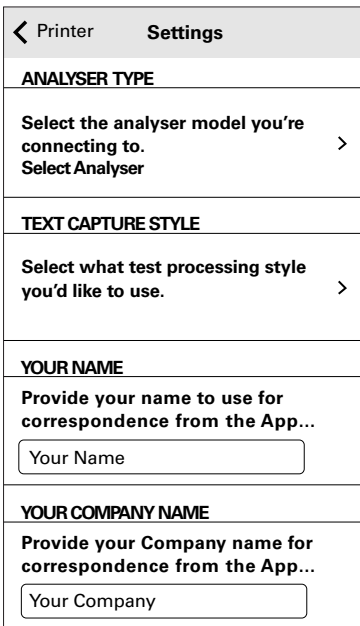 Printer Settings
ANALYSER TYPE
Select the analyser model you're
connecting to.
Select Analyser
TEXT CAPTURE STYLE
Select what test processing style
you'd like to use.
YOUR NAME
Provide your name to use for
correspondence from the App...
Your Name
YOUR COMPANY NAME
Provide your Company name for
correspondence from the App...
Your Company